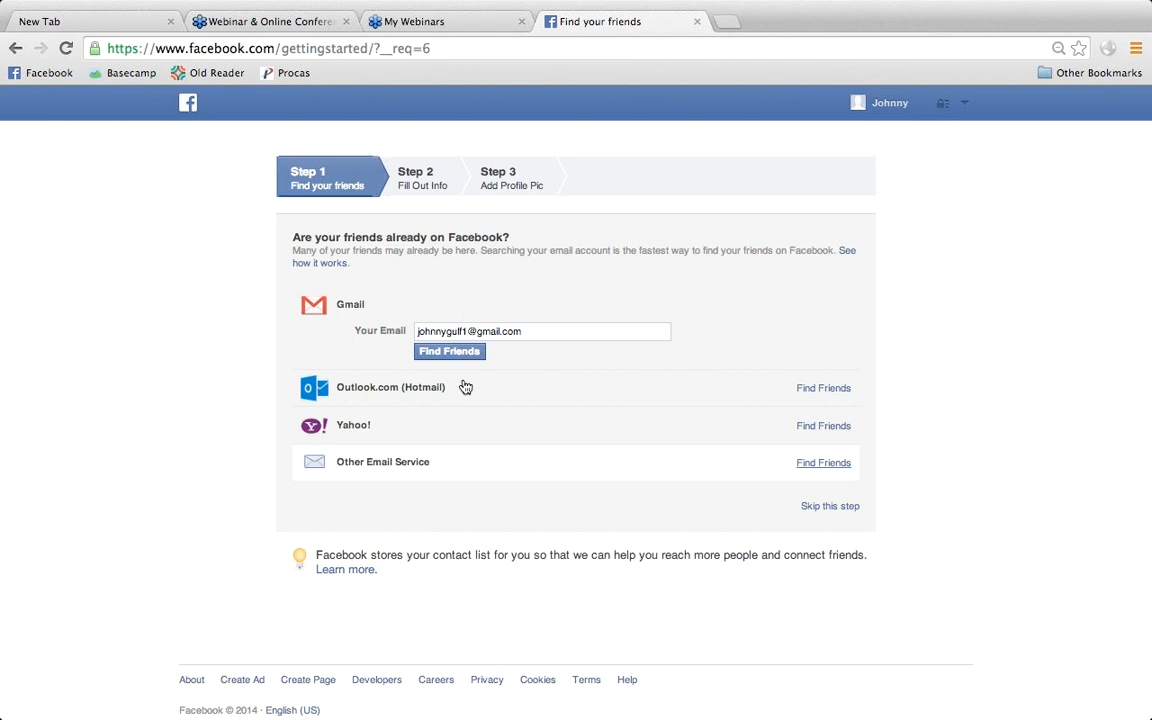 New Tab
Webinar & Online Conferen
My Webinars
Find your friends
https://www.facebook.com/gettingstarted/?__req=6
Facebook
Basecamp
Old Reader
Procas
Other Bookmarks
Johnny
Step 1
Find your friends
Step 2
Fill Out Info
Step 3
Add Profile Pic
Are your friends already on Facebook?
Many of your friends may already be here. Searching your email account is the fastest way to find your friends on Facebook. See
how it works.
Gmail
Your Email
johnnygulf1@gmail.com
Find Friends
Outlook.com (Hotmail)
Find Friends
Yahoo!
Find Friends
Other Email Service
Find Friends
Skip this step
Facebook stores your contact list for you so that we can help you reach more people and connect friends.
Learn more.
About Create Ad Create Page Developers Careers Privacy Cookies Terms Help
Facebook © 2014 · English (US)